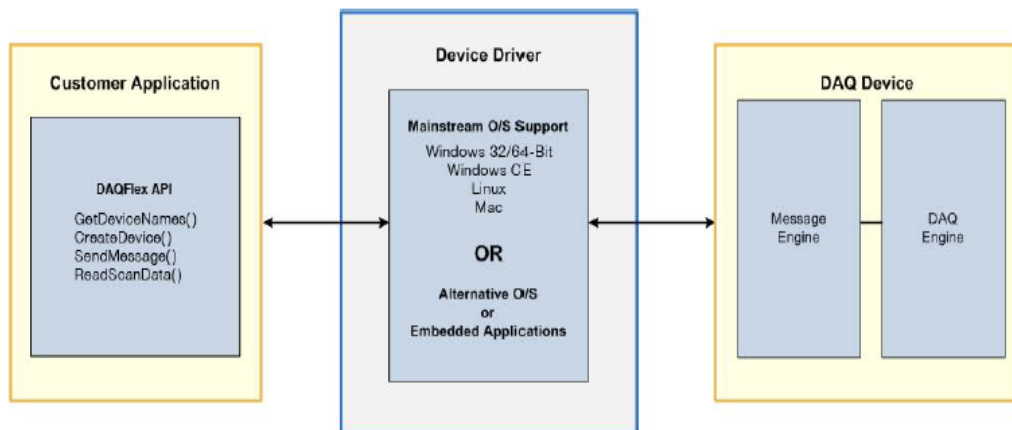 Customer Application
DAQFlex API
GetDeviceNames()
CreateDevice()
SendMessage()
ReadScanData()
Device Driver
Mainstream O/S Support
Windows 32/64-Bit
Windows CE
Linux
Mac
OR
Alternative O/S
or
Embedded Applications
DAQ Device
Message
Engine
DAQ
Engine